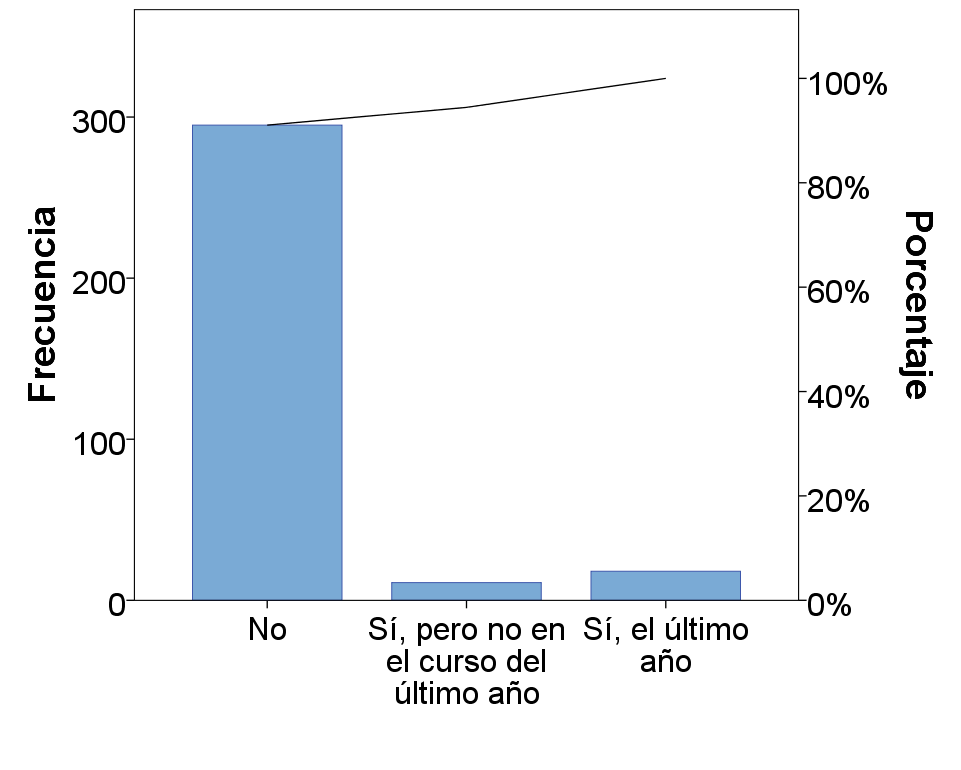 Frecuencia
300
200
100
0
100%
80%
60%
40%
20%
0%
Porcentaje
No
Sí, pero no en
el curso del
último año
Sí, el último
año